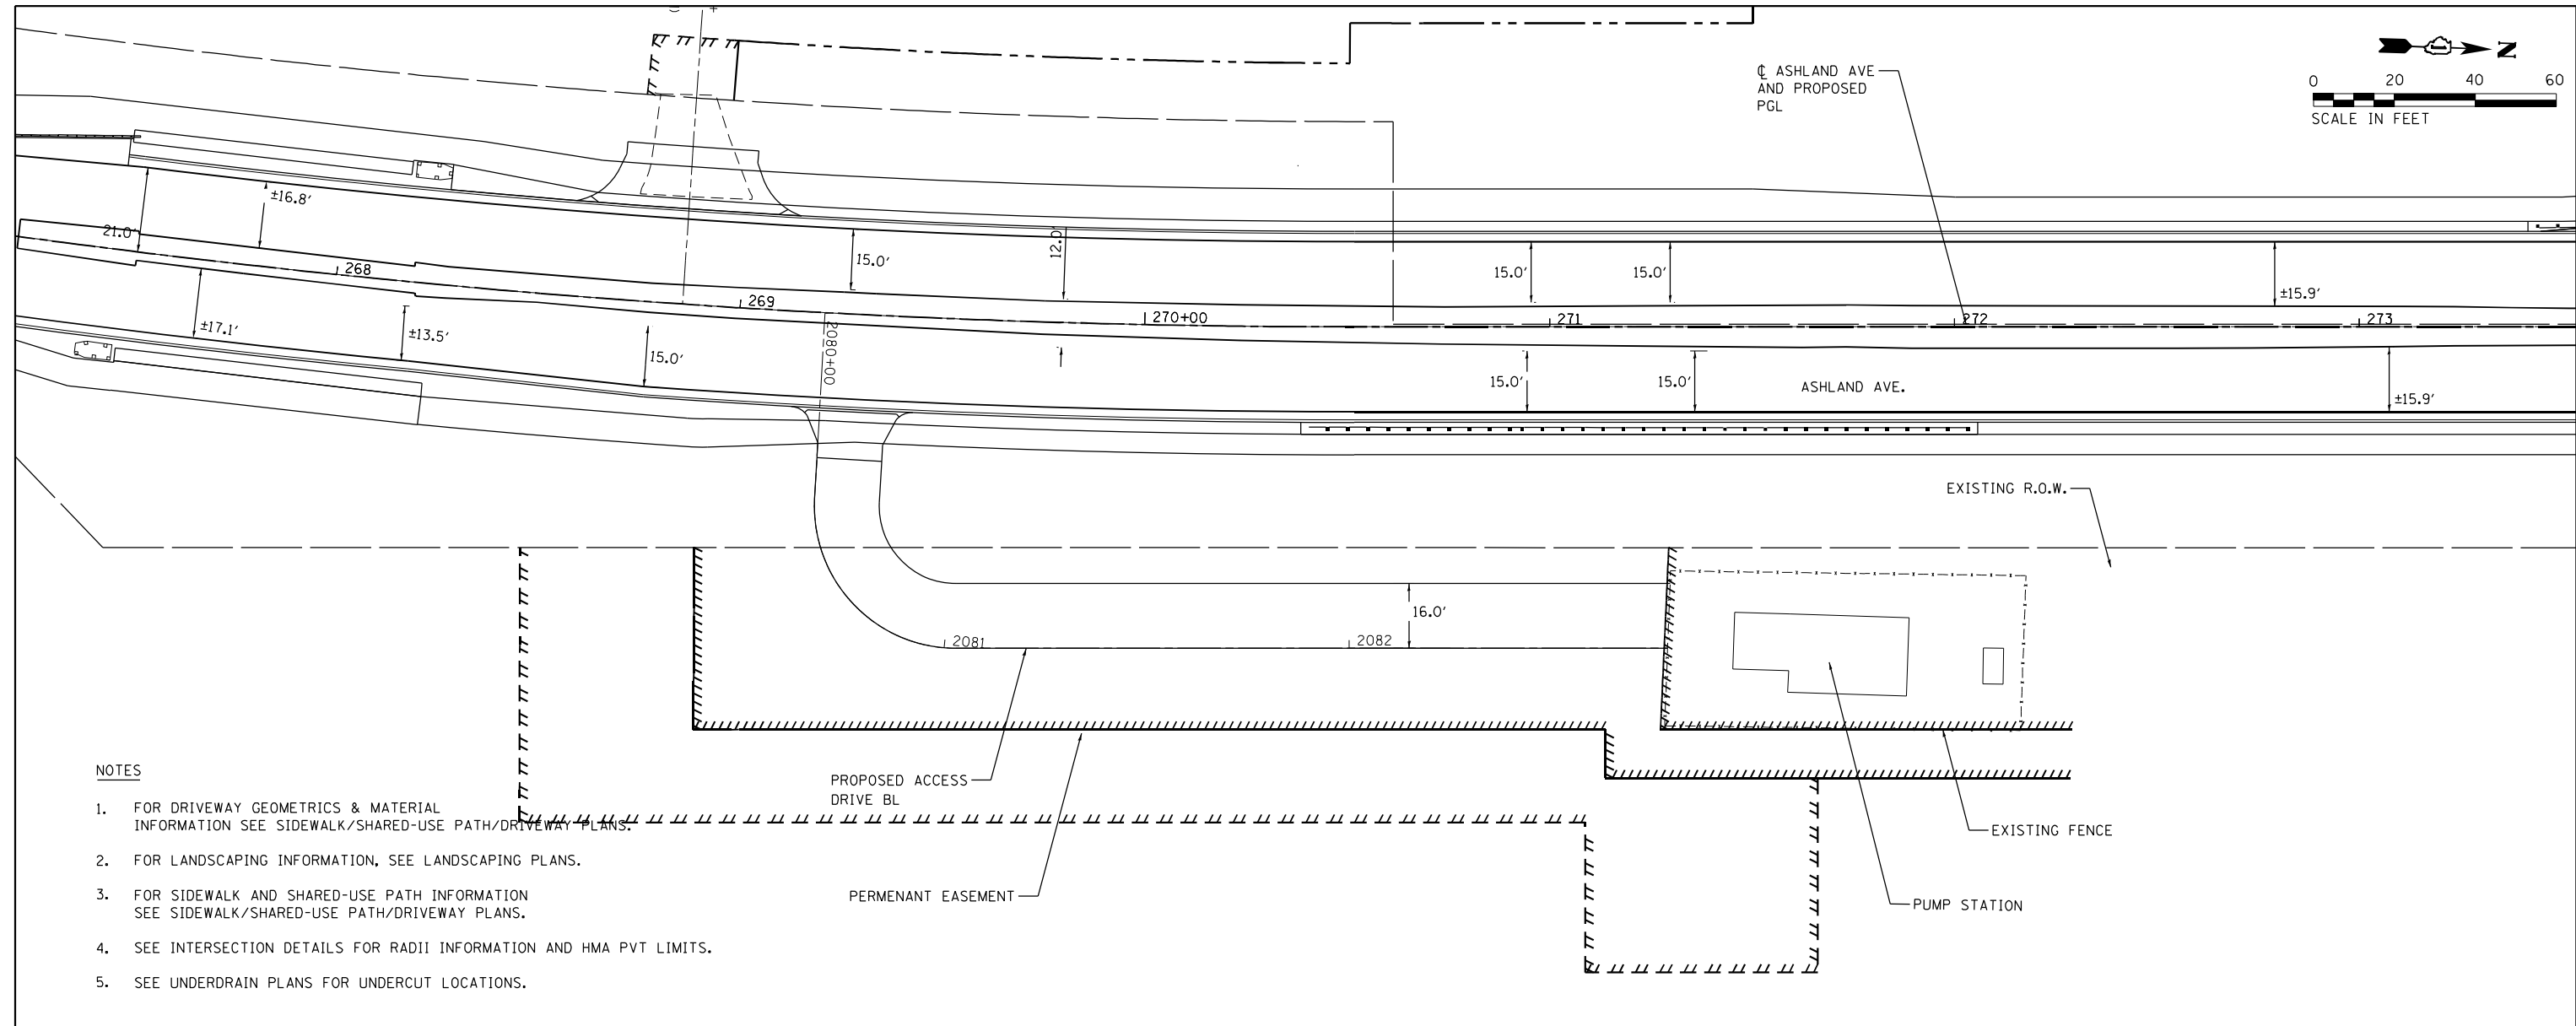 ℄ ASHLAND AVE
AND PROPOSED
PGL
N
0 20 40 60
SCALE IN FEET
±16.8'
21.0'
268
269
15.0'
12.0'
270+00
15.0'
15.0'
271
272
±15.9'
273
±17.1'
±13.5'
15.0'
2080+00
15.0'
15.0'
ASHLAND AVE.
±15.9'
EXISTING R.O.W.
16.0'
2081
2082
PROPOSED ACCESS
DRIVE BL
PERMENANT EASEMENT
EXISTING FENCE
PUMP STATION
NOTES
1. FOR DRIVEWAY GEOMETRICS & MATERIAL
INFORMATION SEE SIDEWALK/SHARED-USE PATH/DRIVEWAY PLANS.
2. FOR LANDSCAPING INFORMATION, SEE LANDSCAPING PLANS.
3. FOR SIDEWALK AND SHARED-USE PATH INFORMATION
SEE SIDEWALK/SHARED-USE PATH/DRIVEWAY PLANS.
4. SEE INTERSECTION DETAILS FOR RADII INFORMATION AND HMA PVT LIMITS.
5. SEE UNDERDRAIN PLANS FOR UNDERCUT LOCATIONS.